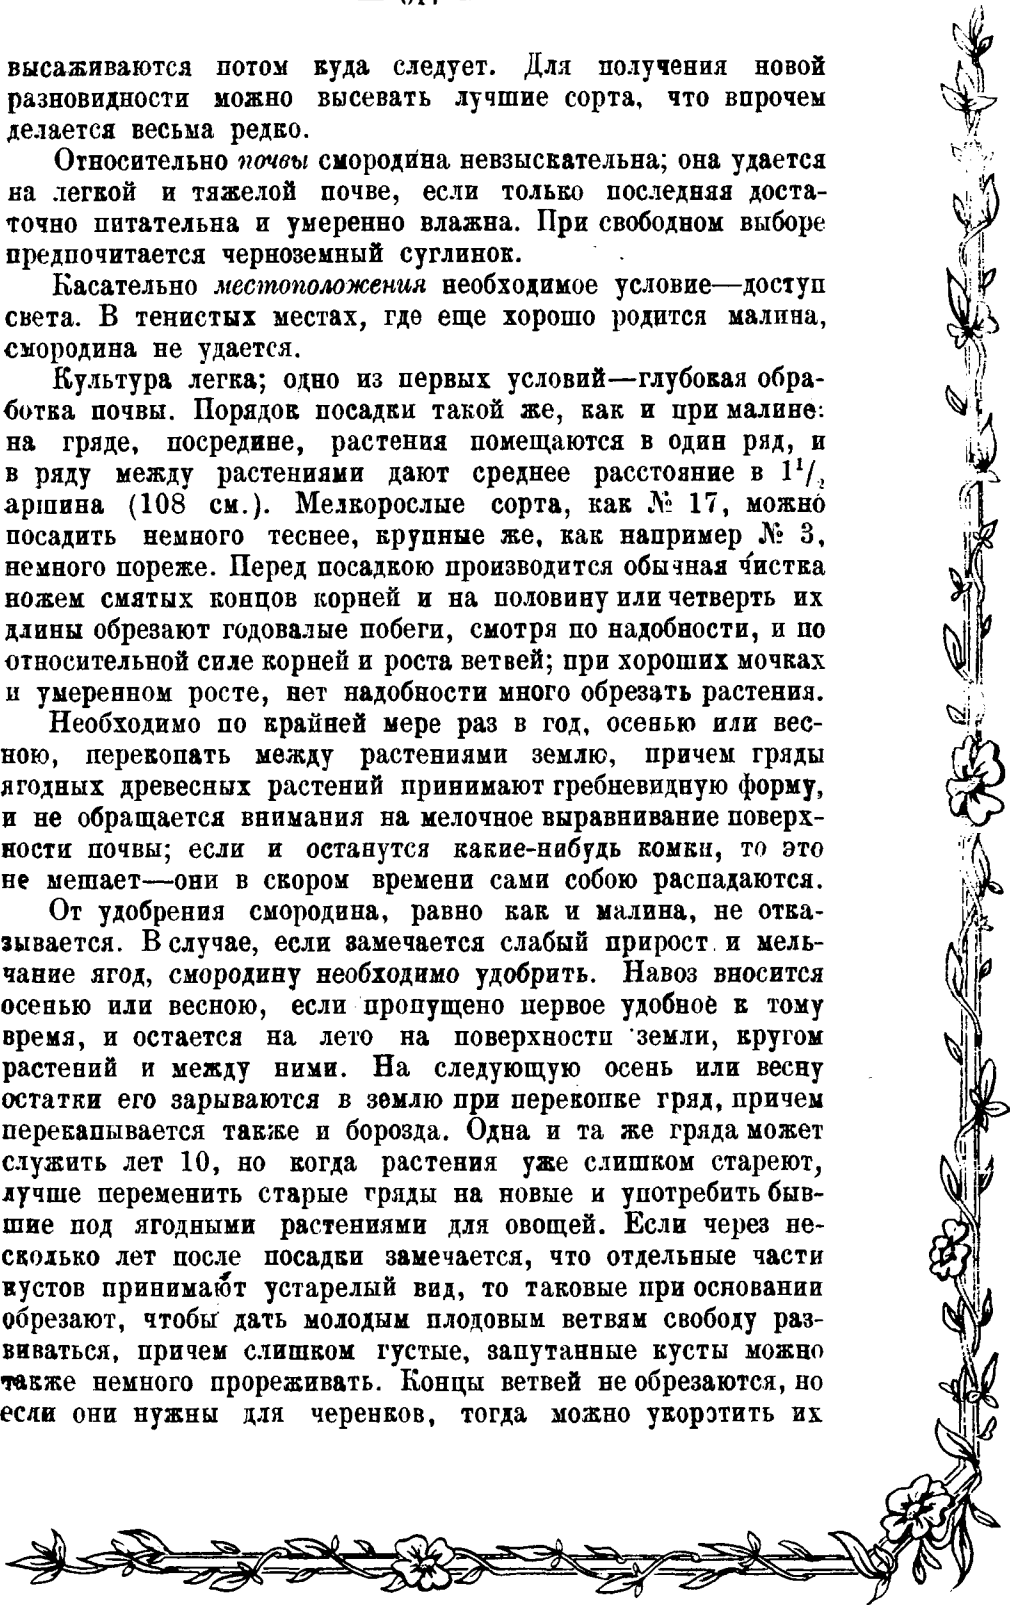 высаживаются потом куда следует. Для получения новой
разновидности можно высевать лучшие сорта, что впрочем
делается весьма редко.
Относительно почвы смородина невзыскательна; она удается
на легкой и тяжелой почве, если только последняя доста-
точно питательна и умеренно влажна. При свободном выборе
предпочитается черноземный суглинок.
Касательно местоположения необходимое условие—доступ
света. В тенистых местах, где еще хорошо родится малина,
смородина не удается.
Культура легка; одно из первых условий—глубокая обра-
ботка почвы. Порядок посадки такой же, как и при малине:
на гряде, посредине, растения помещаются в один ряд, и
в ряду между растениями дают среднее расстояние в 1¹/₂
аршина (108 см.). Мелкорослые сорта, как № 17, можно
посадить немного теснее, крупные же, как например № 3,
немного пореже. Перед посадкою производится обычная чистка
ножем смятых концов корней и на половину или четверть их
длины обрезают годовалые побеги, смотря по надобности, и по
относительной силе корней и роста ветвей; при хороших мочках
и умеренном росте, нет надобности много обрезать растения.
Необходимо по крайней мере раз в год, осенью или вес-
ною, перекопать между растениями землю, причем гряды
ягодных древесных растений принимают гребневидную форму,
и не обращается внимания на мелочное выравнивание поверх-
ности почвы; если и останутся какие-нибудь комки, то это
не мешает—они в скором времени сами собою распадаются.
От удобрения смородина, равно как и малина, не отка-
зывается. В случае, если замечается слабый прирост и мель-
чание ягод, смородину необходимо удобрить. Навоз вносится
осенью или весною, если пропущено первое удобное к тому
время, и остается на лето на поверхности земли, кругом
растений и между ними. На следующую осень или весну
остатки его зарываются в землю при перекопке гряд, причем
перекапывается также и борозда. Одна и та же гряда может
служить лет 10, но когда растения уже слишком стареют,
лучше переменить старые гряды на новые и употребить быв-
шие под ягодными растениями для овощей. Если через не-
сколько лет после посадки замечается, что отдельные части
кустов принимают устарелый вид, то таковые при основании
обрезают, чтобы дать молодым плодовым ветвям свободу раз-
виваться, причем слишком густые, запутанные кусты можно
также немного прореживать. Концы ветвей не обрезаются, но
если они нужны для черенков, тогда можно укоротить их